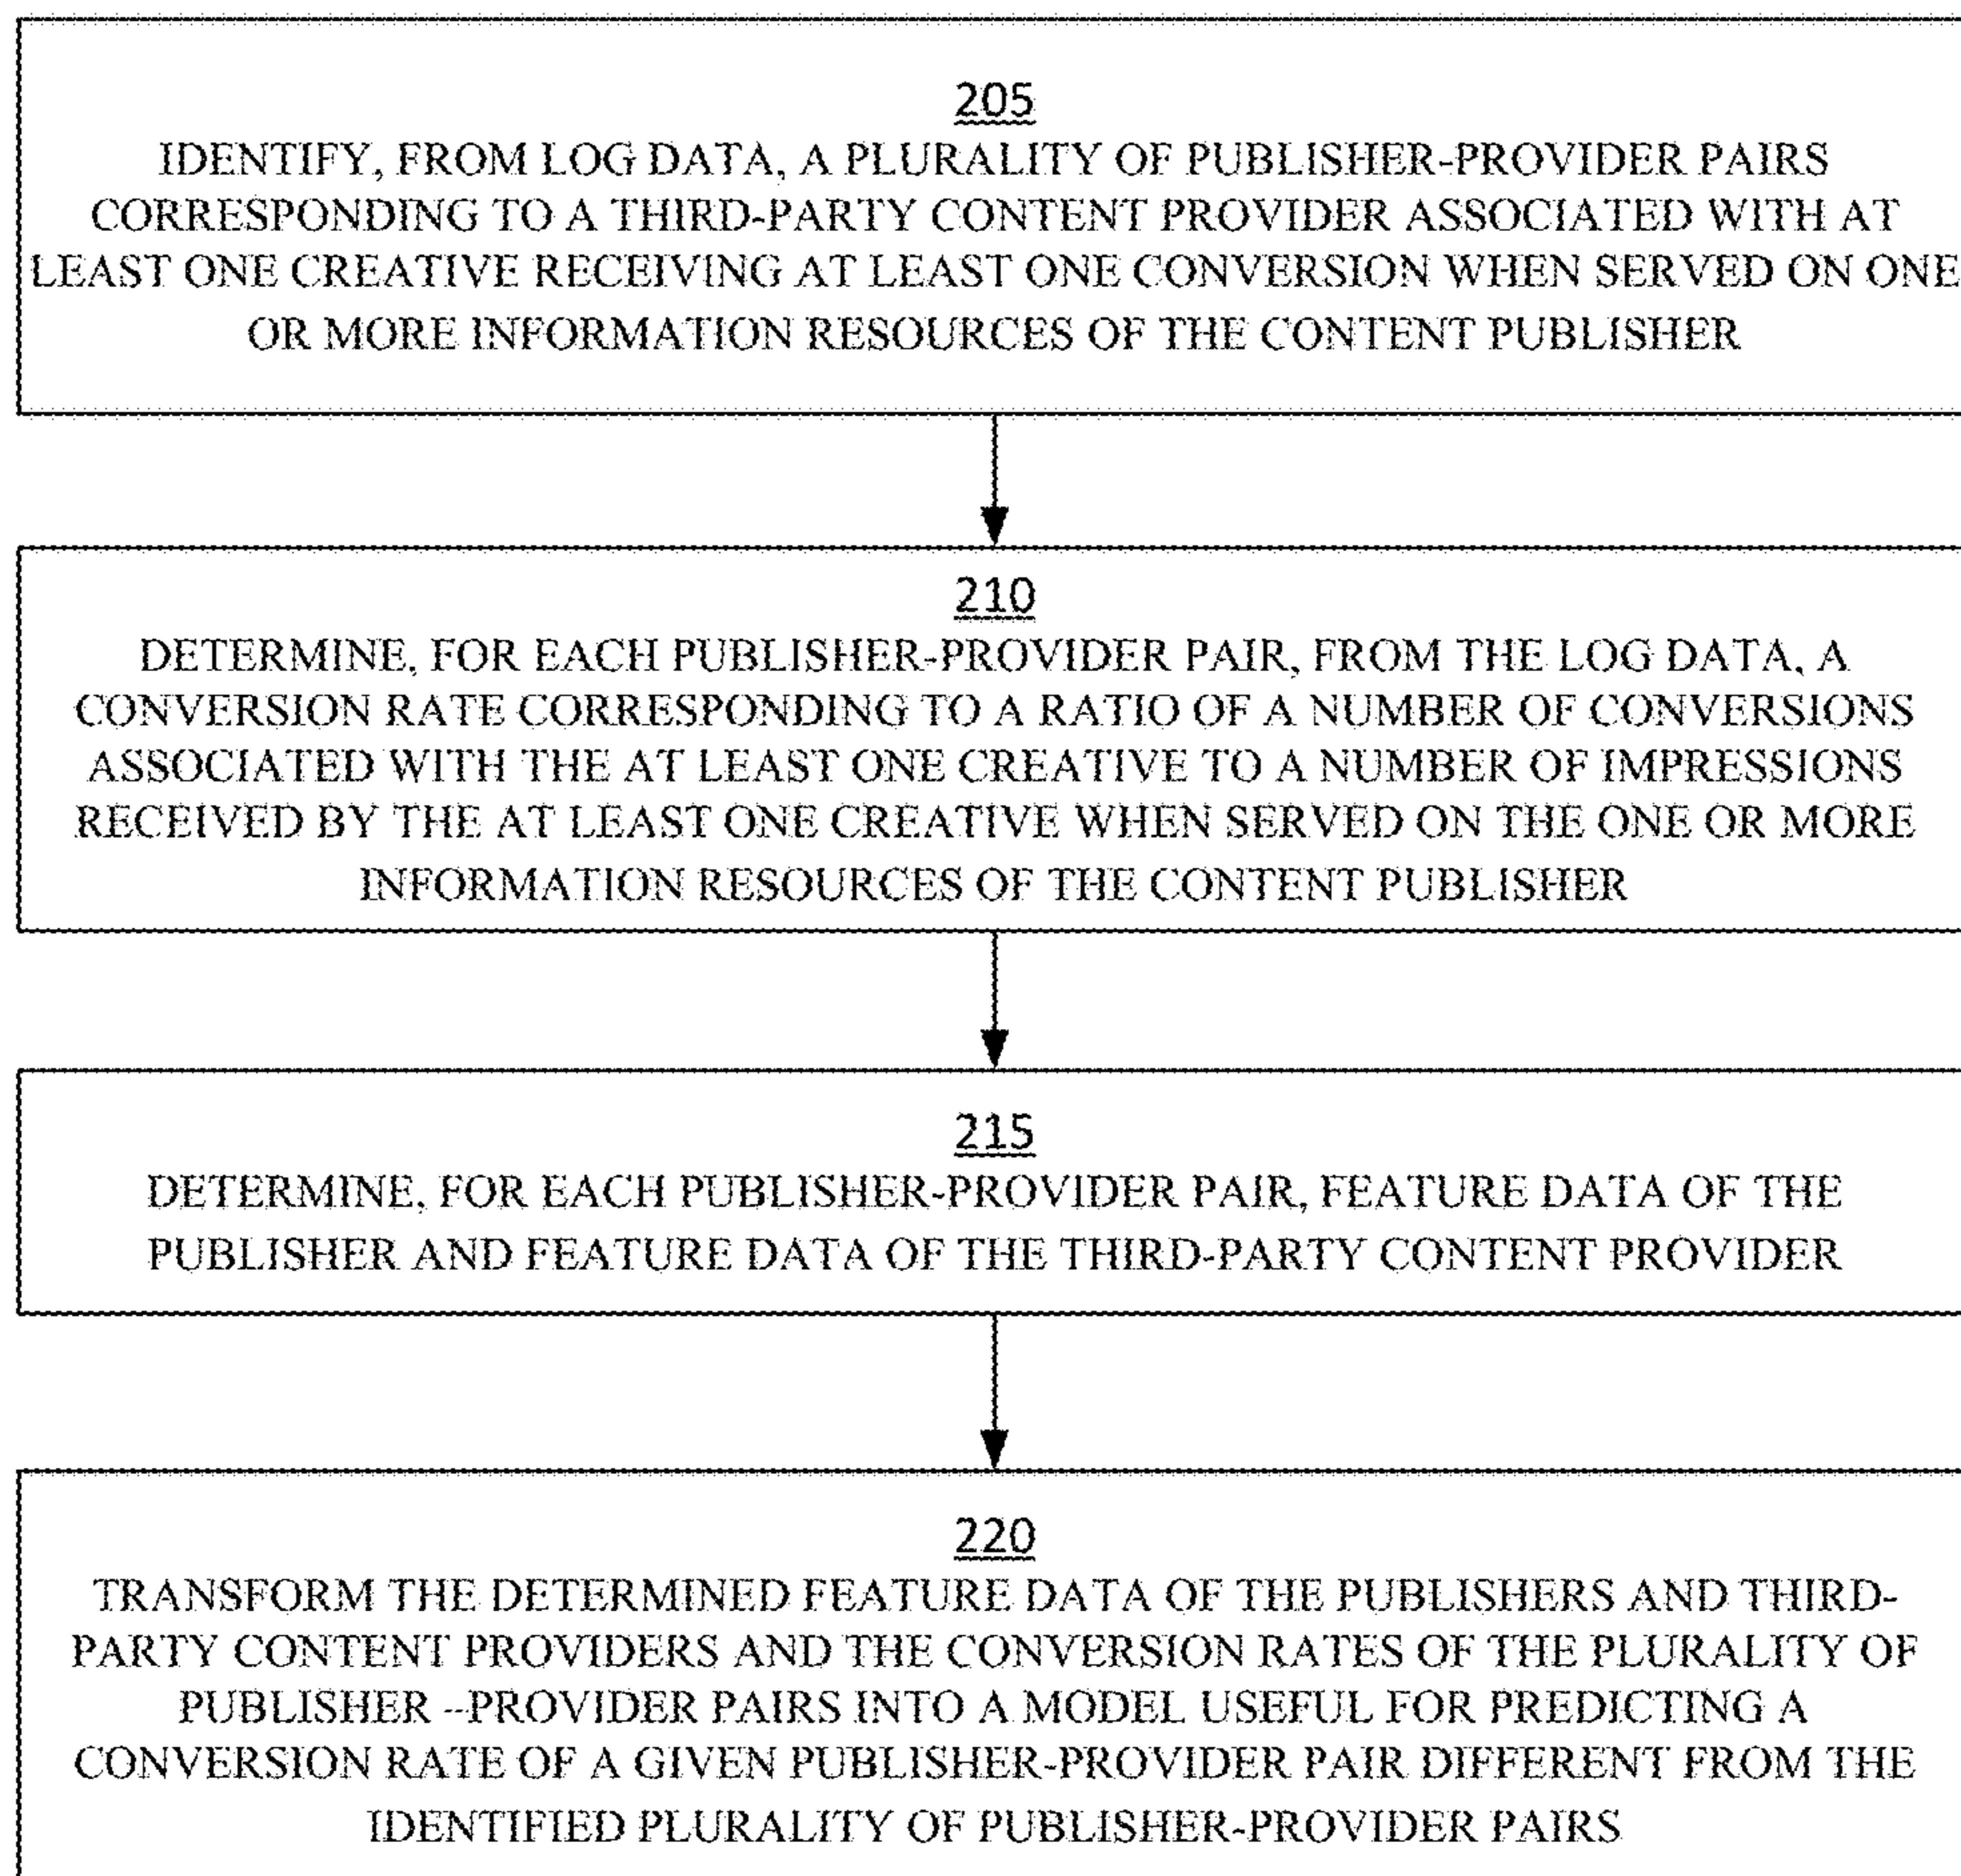 205
IDENTIFY, FROM LOG DATA, A PLURALITY OF PUBLISHER-PROVIDER PAIRS
CORRESPONDING TO A THIRD-PARTY CONTENT PROVIDER ASSOCIATED WITH AT
LEAST ONE CREATIVE RECEIVING AT LEAST ONE CONVERSION WHEN SERVED ON ONE
OR MORE INFORMATION RESOURCES OF THE CONTENT PUBLISHER
210
DETERMINE, FOR EACH PUBLISHER-PROVIDER PAIR, FROM THE LOG DATA, A
CONVERSION RATE CORRESPONDING TO A RATIO OF A NUMBER OF CONVERSIONS
ASSOCIATED WITH THE AT LEAST ONE CREATIVE TO A NUMBER OF IMPRESSIONS
RECEIVED BY THE AT LEAST ONE CREATIVE WHEN SERVED ON THE ONE OR MORE
INFORMATION RESOURCES OF THE CONTENT PUBLISHER
215
DETERMINE, FOR EACH PUBLISHER-PROVIDER PAIR, FEATURE DATA OF THE
PUBLISHER AND FEATURE DATA OF THE THIRD-PARTY CONTENT PROVIDER
220
TRANSFORM THE DETERMINED FEATURE DATA OF THE PUBLISHERS AND THIRD-
PARTY CONTENT PROVIDERS AND THE CONVERSION RATES OF THE PLURALITY OF
PUBLISHER --PROVIDER PAIRS INTO A MODEL USEFUL FOR PREDICTING A
CONVERSION RATE OF A GIVEN PUBLISHER-PROVIDER PAIR DIFFERENT FROM THE
IDENTIFIED PLURALITY OF PUBLISHER-PROVIDER PAIRS